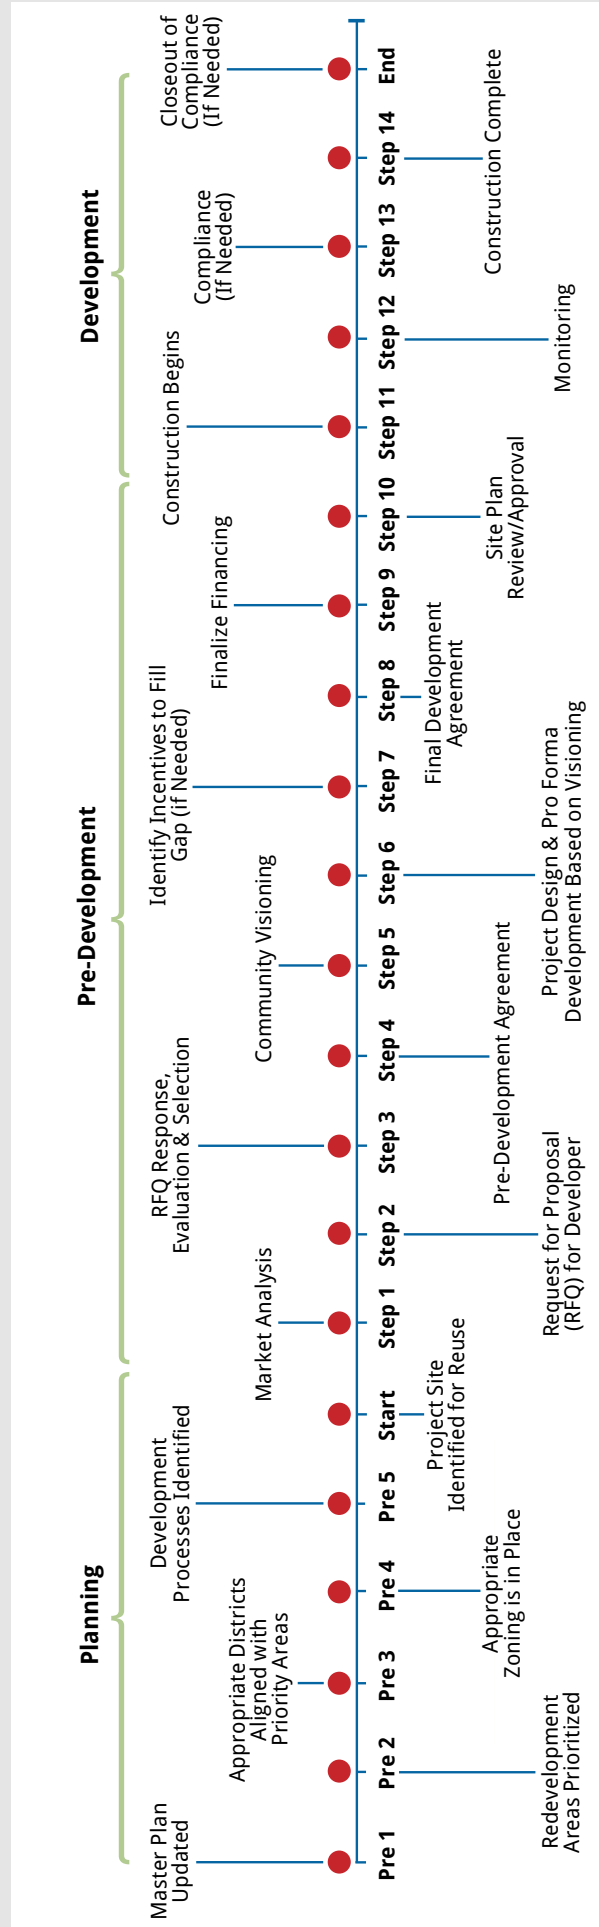 Planning
Pre-Development
Development
Master Plan
Updated
Appropriate Districts
Aligned with
Priority Areas
Development
Processes Identified
Market Analysis
RFQ Response,
Evaluation & Selection
Community Visioning
Identify Incentives to Fill
Gap (if Needed)
Finalize Financing
Construction Begins
Compliance
(If Needed)
Closeout of
Compliance
(If Needed)
Pre 1
Pre 2
Pre 3
Pre 4
Pre 5
Start
Step 1
Step 2
Step 3
Step 4
Step 5
Step 6
Step 7
Step 8
Step 9
Step 10
Step 11
Step 12
Step 13
Step 14
End
Redevelopment
Areas Prioritized
Appropriate
Zoning is in Place
Project Site
Identified for Reuse
Request for Proposal
(RFQ) for Developer
Pre-Development Agreement
Project Design & Pro Forma
Development Based on Visioning
Final Development
Agreement
Site Plan
Review/Approval
Monitoring
Construction Complete